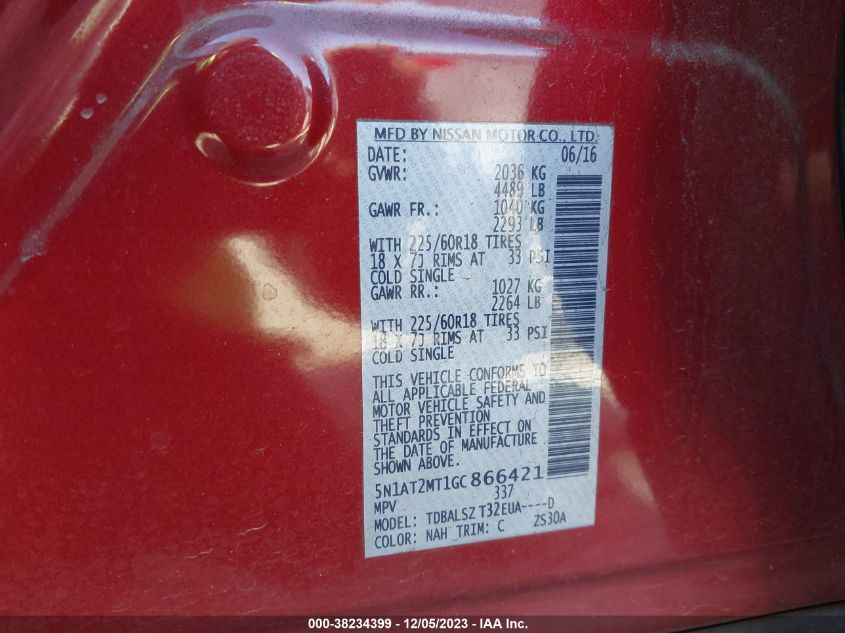 MFD BY NISSAN MOTOR CO., LTD.
DATE: 06/16
GVWR: 2036 KG
4489 LB
GAWR FR.: 1040 KG
2293 LB
WITH 225/60R18 TIRES
18 X 7J RIMS AT 33 PSI
COLD SINGLE
GAWR RR.: 1027 KG
2264 LB
WITH 225/60R18 TIRES
18 X 7J RIMS AT 33 PSI
COLD SINGLE
THIS VEHICLE CONFORMS TO
ALL APPLICABLE FEDERAL
MOTOR VEHICLE SAFETY AND
THEFT PREVENTION
STANDARDS IN EFFECT ON
THE DATE OF MANUFACTURE
SHOWN ABOVE.
5N1AT2MT1GC866421
MPV 337
MODEL: TDBALSZ T32EUA----D
COLOR: NAH TRIM: C ZS30A
000-38234399 - 12/05/2023 - IAA Inc.